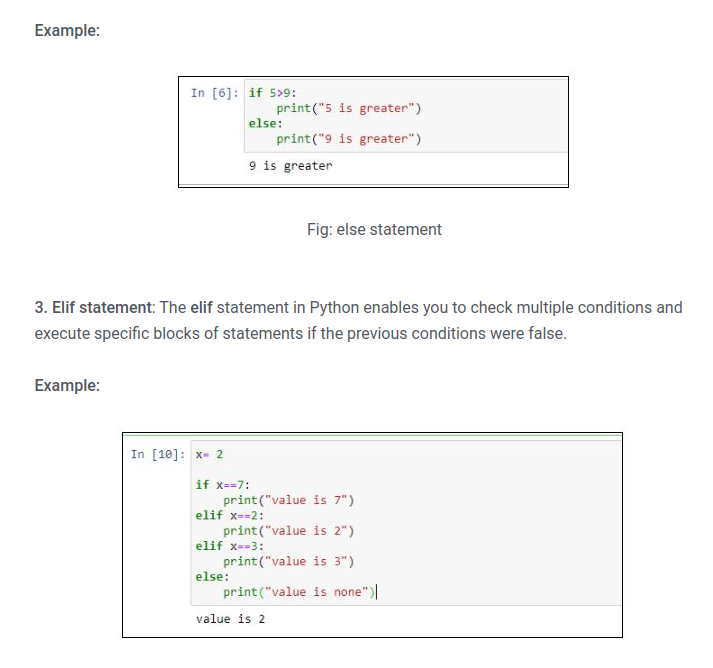 Example:
In [6]: if 5>9:
print("5 is greater")
else:
print("9 is greater")
9 is greater
Fig: else statement
3. Elif statement: The elif statement in Python enables you to check multiple conditions and
execute specific blocks of statements if the previous conditions were false.
Example:
In [10]: x= 2
if x==7:
print("value is 7")
elif x==2:
print("value is 2")
elif x==3:
print("value is 3")
else:
print("value is none")
value is 2